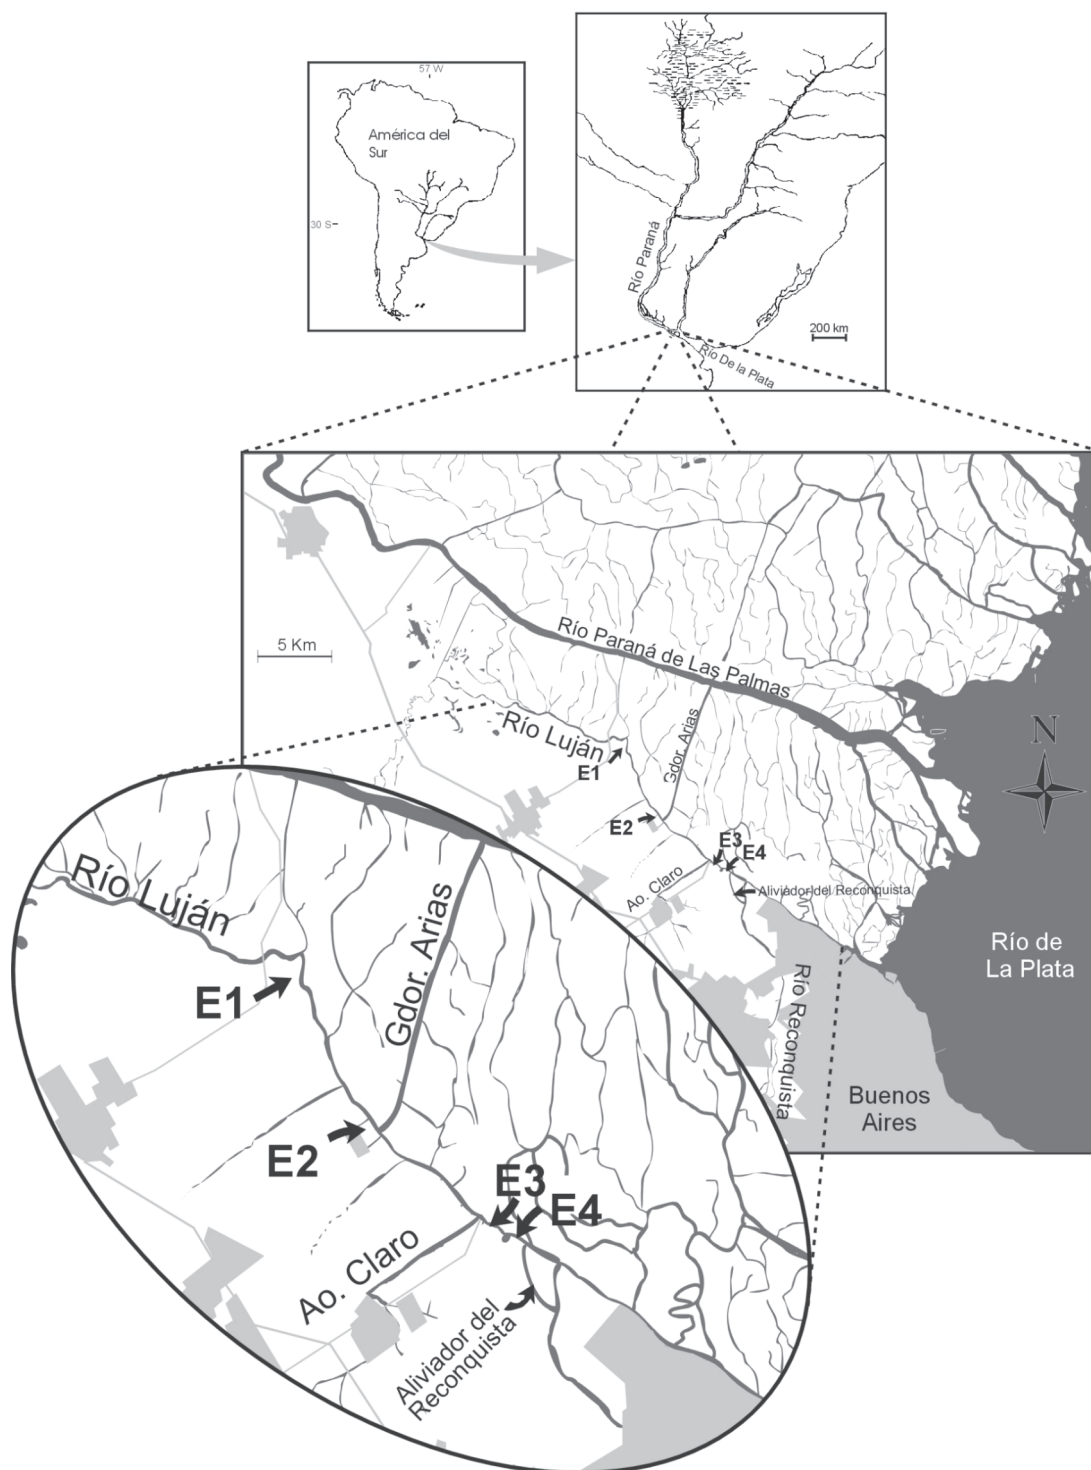 57 W
América del
Sur
30 S
Río Paraná
200 km
Río De la Plata
5 Km
Río Paraná de Las Palmas
Río Luján
Gdor. Arias
E1
N
E2
E3
E4
Ao. Claro
Aliviador del Reconquista
Río de
La Plata
Río Reconquista
Buenos
Aires
Río Luján
Gdor. Arias
E1
E2
E3
E4
Ao. Claro
Aliviador del
Reconquista